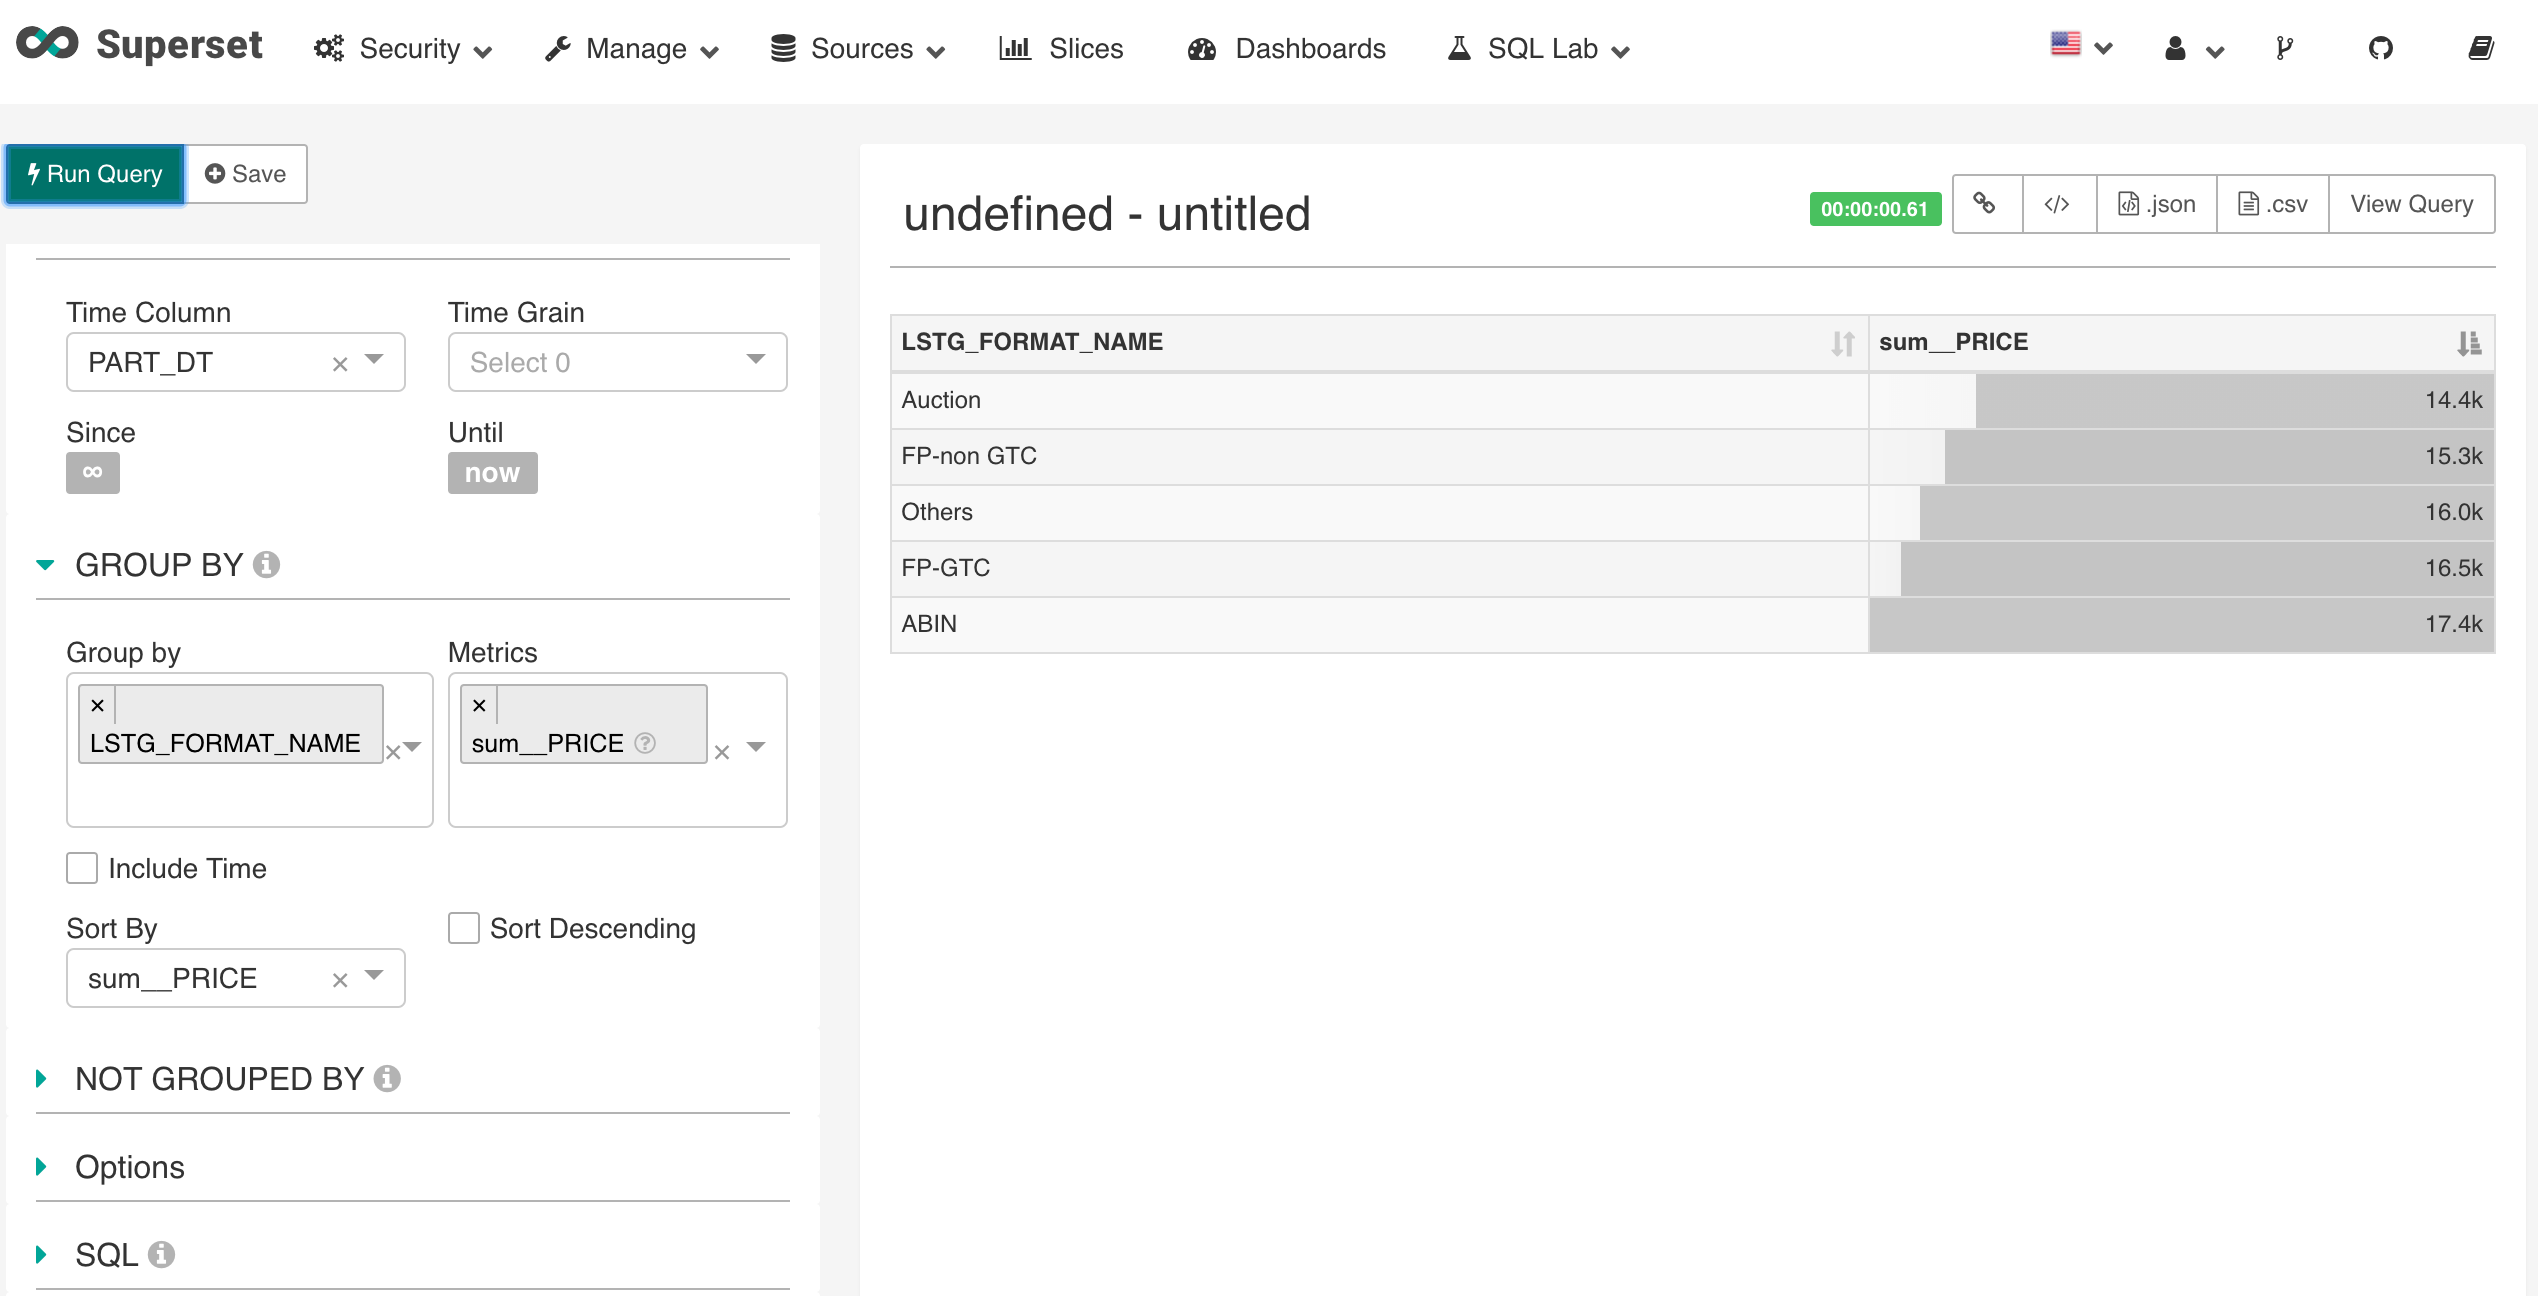 Superset Security Manage Sources Slices Dashboards SQL Lab
Run Query Save
undefined - untitled 00:00:00.61 .json .csv View Query
Time Column Time Grain
PART_DT × Select 0
Since Until
∞ now
GROUP BY
Group by Metrics
×
LSTG_FORMAT_NAME ×
×
sum__PRICE ×
Include Time
Sort By Sort Descending
sum__PRICE ×
NOT GROUPED BY
Options
SQL
LSTG_FORMAT_NAME sum__PRICE
Auction 14.4k
FP-non GTC 15.3k
Others 16.0k
FP-GTC 16.5k
ABIN 17.4k